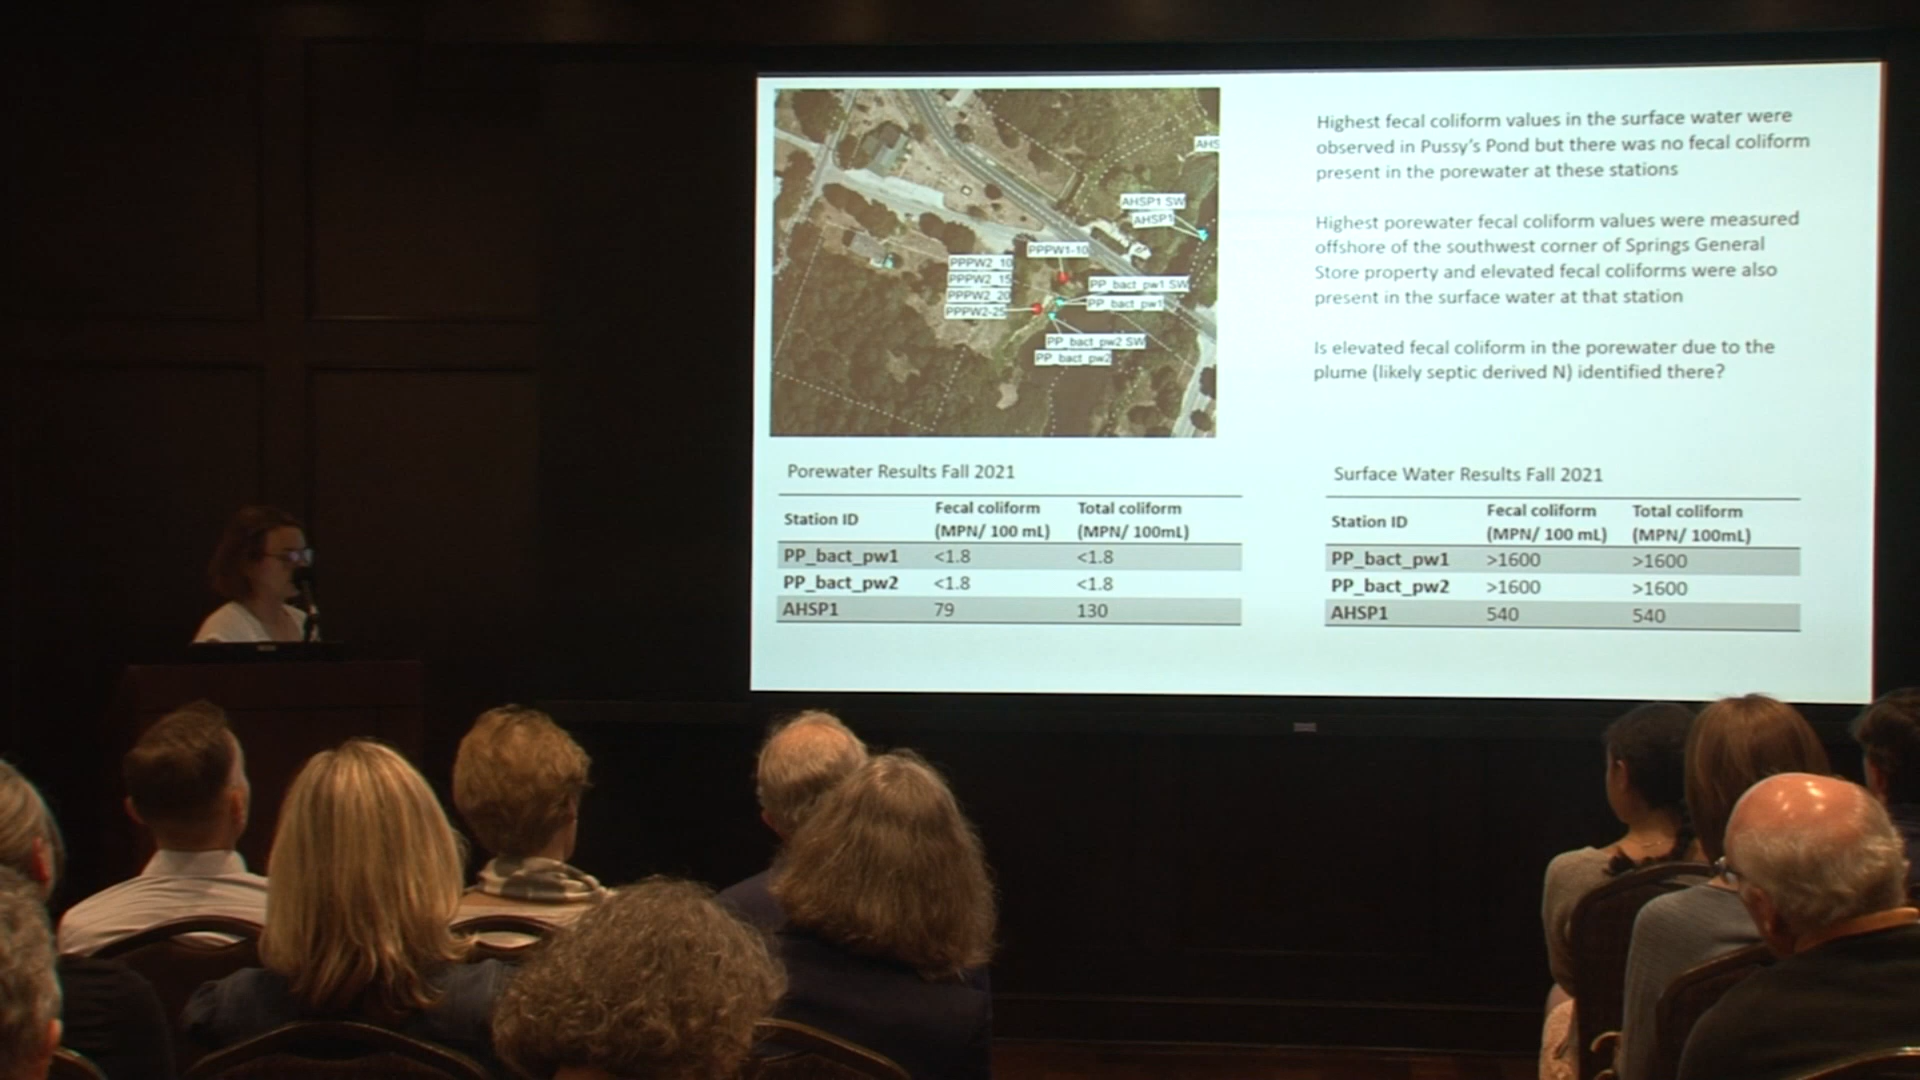 Highest fecal coliform values in the surface water were
observed in Pussy's Pond but there was no fecal coliform
present in the porewater at these stations
Highest porewater fecal coliform values were measured
offshore of the southwest corner of Springs General
Store property and elevated fecal coliforms were also
present in the surface water at that station
Is elevated fecal coliform in the porewater due to the
plume (likely septic derived N) identified there?
AHS
AHSP1 SW
AHSP1
PPPW1-10
PPPW2_10
PPPW2_15
PPPW2_20
PPPW2-25
PP_bact_pw1 SW
PP_bact_pw1
PP_bact_pw2 SW
PP_bact_pw2
Porewater Results Fall 2021
Station ID Fecal coliform (MPN/ 100 mL) Total coliform (MPN/ 100mL)
PP_bact_pw1 <1.8 <1.8
PP_bact_pw2 <1.8 <1.8
AHSP1 79 130
Surface Water Results Fall 2021
Station ID Fecal coliform (MPN/ 100 mL) Total coliform (MPN/ 100mL)
PP_bact_pw1 >1600 >1600
PP_bact_pw2 >1600 >1600
AHSP1 540 540